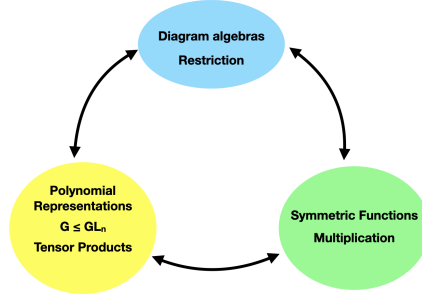 Diagram algebras
Restriction
Polynomial
Representations
G ≤ GLₙ
Tensor Products
Symmetric Functions
Multiplication